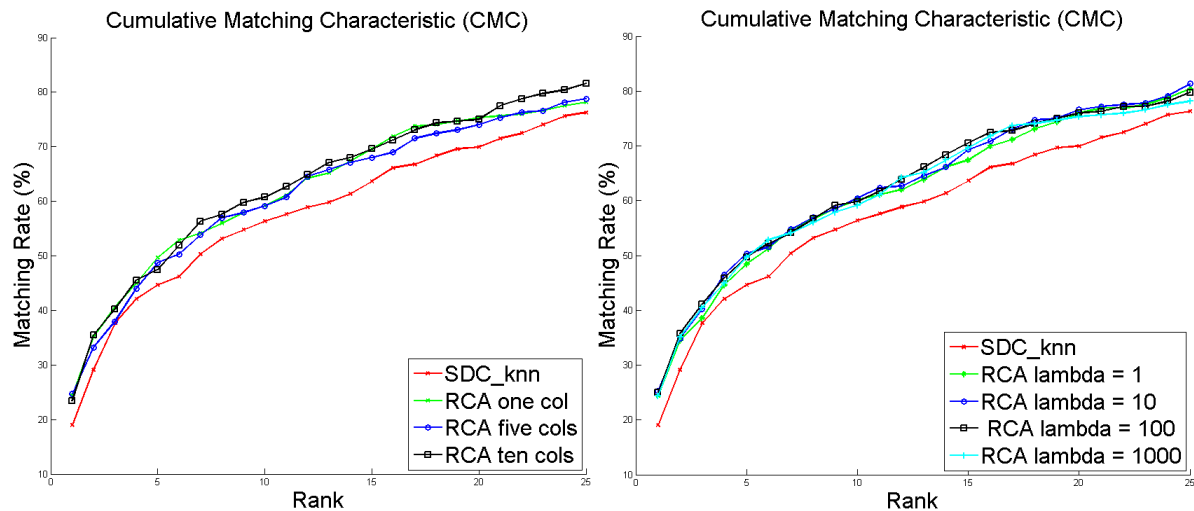 Cumulative Matching Characteristic (CMC)
90
80
70
60
50
40
30
20
10
0
5
10
15
20
25
Matching Rate (%)
Rank
SDC_knn
RCA one col
RCA five cols
RCA ten cols
Cumulative Matching Characteristic (CMC)
90
80
70
60
50
40
30
20
10
0
5
10
15
20
25
Matching Rate (%)
Rank
SDC_knn
RCA lambda = 1
RCA lambda = 10
RCA lambda = 100
RCA lambda = 1000